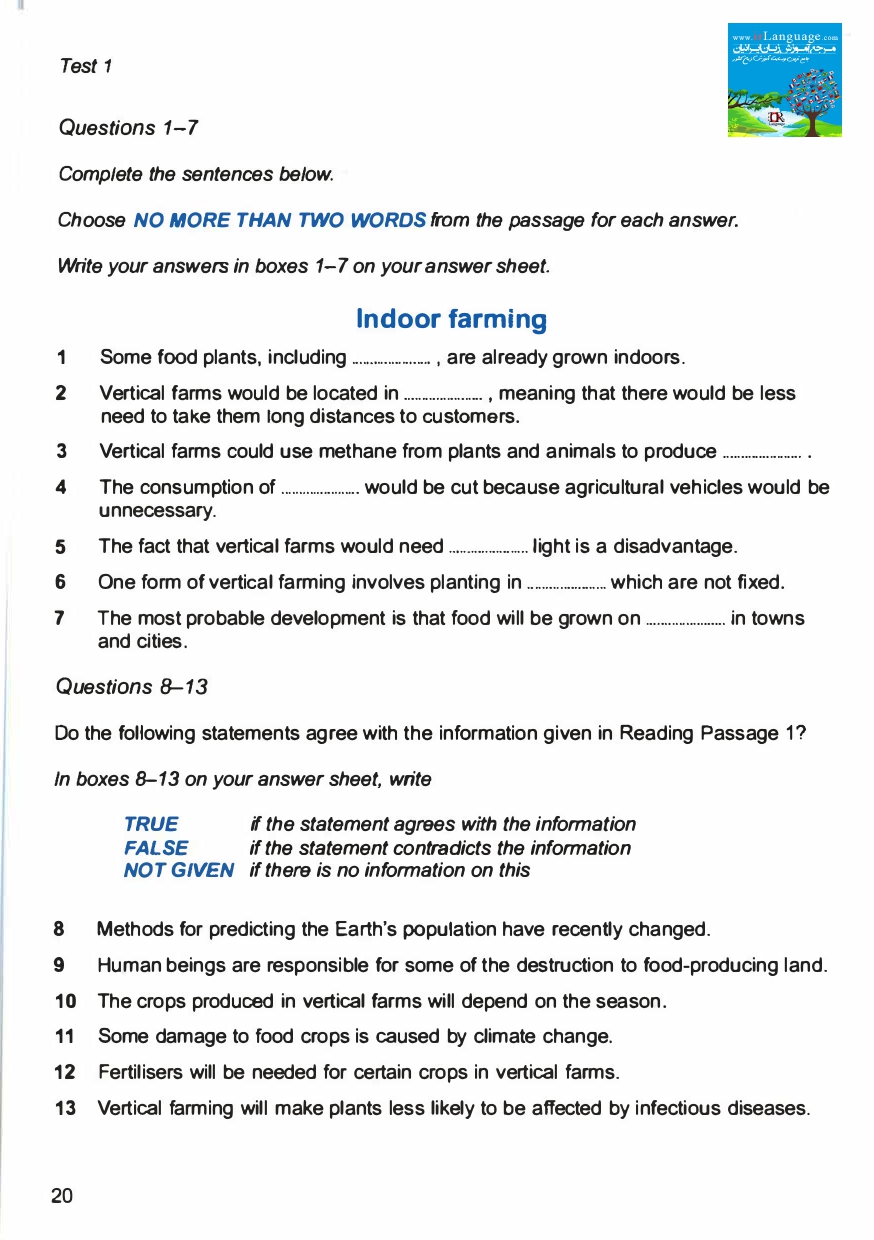 www.irLanguage.com
مرجع آموزش زبان ایرانیان
Test 1
Questions 1–7
Complete the sentences below.
Choose NO MORE THAN TWO WORDS from the passage for each answer.
Write your answers in boxes 1–7 on your answer sheet.
Indoor farming
1 Some food plants, including ...................... , are already grown indoors.
2 Vertical farms would be located in ...................... , meaning that there would be less
need to take them long distances to customers.
3 Vertical farms could use methane from plants and animals to produce ...................... .
4 The consumption of ...................... would be cut because agricultural vehicles would be
unnecessary.
5 The fact that vertical farms would need ...................... light is a disadvantage.
6 One form of vertical farming involves planting in ...................... which are not fixed.
7 The most probable development is that food will be grown on ...................... in towns
and cities.
Questions 8–13
Do the following statements agree with the information given in Reading Passage 1?
In boxes 8–13 on your answer sheet, write
TRUE if the statement agrees with the information
FALSE if the statement contradicts the information
NOT GIVEN if there is no information on this
8 Methods for predicting the Earth's population have recently changed.
9 Human beings are responsible for some of the destruction to food-producing land.
10 The crops produced in vertical farms will depend on the season.
11 Some damage to food crops is caused by climate change.
12 Fertilisers will be needed for certain crops in vertical farms.
13 Vertical farming will make plants less likely to be affected by infectious diseases.
20